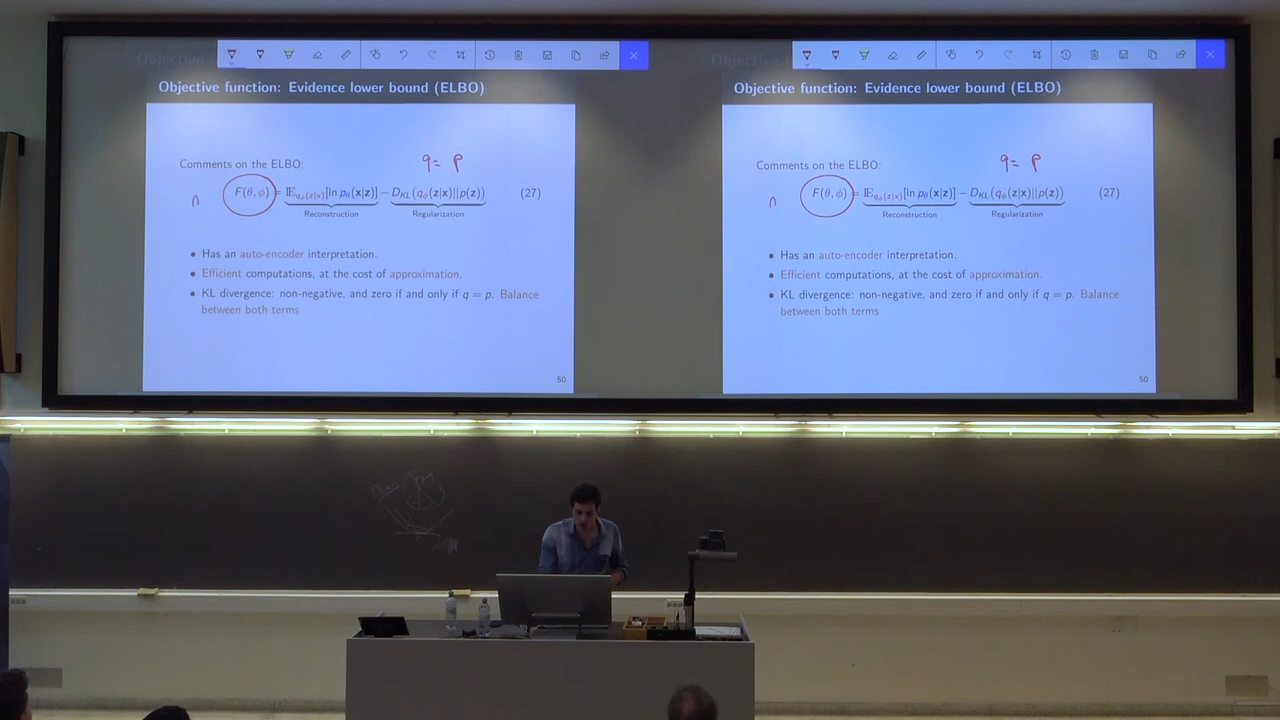 Objective function: Evidence lower bound (ELBO)
Comments on the ELBO:
q = p
F(θ, ϕ) = 𝔼_{q_ϕ(z|x)}[ln p_θ(x|z)] − D_{KL}(q_ϕ(z|x)||p(z)) (27)
Reconstruction Regularization
• Has an auto-encoder interpretation.
• Efficient computations, at the cost of approximation.
• KL divergence: non-negative, and zero if and only if q = p. Balance
between both terms
50
Objective function: Evidence lower bound (ELBO)
Comments on the ELBO:
q = p
F(θ, ϕ) = 𝔼_{q_ϕ(z|x)}[ln p_θ(x|z)] − D_{KL}(q_ϕ(z|x)||p(z)) (27)
Reconstruction Regularization
• Has an auto-encoder interpretation.
• Efficient computations, at the cost of approximation.
• KL divergence: non-negative, and zero if and only if q = p. Balance
between both terms
50